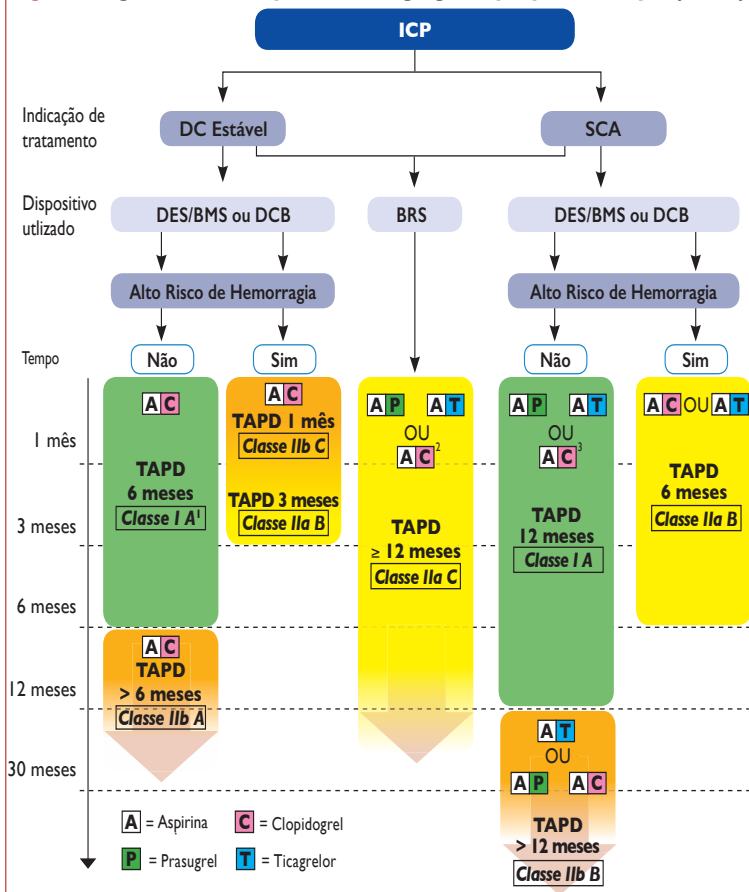 ICP
Indicação de
tratamento
DC Estável
SCA
Dispositivo
utlizado
DES/BMS ou DCB
BRS
DES/BMS ou DCB
Alto Risco de Hemorragia
Alto Risco de Hemorragia
Tempo
Não
Sim
Não
Sim
1 mês
3 meses
6 meses
12 meses
30 meses
A C
TAPD
6 meses
Classe I A¹
A C
TAPD
> 6 meses
Classe IIb A
A C
TAPD 1 mês
Classe IIb C
TAPD 3 meses
Classe IIa B
A P A T
OU
A C²
TAPD
≥ 12 meses
Classe IIa C
A P A T
OU
A C³
TAPD
12 meses
Classe I A
A T
OU
A P A C
TAPD
> 12 meses
Classe IIb B
A C OU A T
TAPD
6 meses
Classe IIa B
A = Aspirina C = Clopidogrel
P = Prasugrel T = Ticagrelor